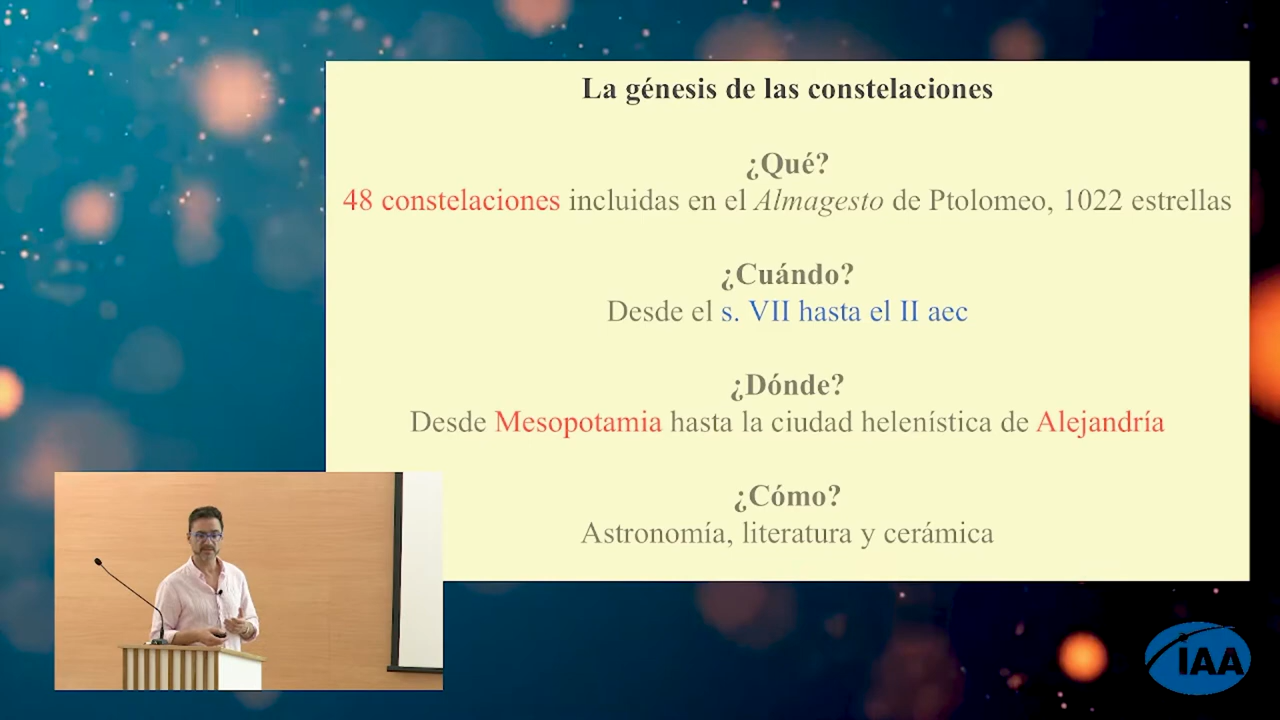 La génesis de las constelaciones
¿Qué?
48 constelaciones incluidas en el Almagesto de Ptolomeo, 1022 estrellas
¿Cuándo?
Desde el s. VII hasta el II aec
¿Dónde?
Desde Mesopotamia hasta la ciudad helenística de Alejandría
¿Cómo?
Astronomía, literatura y cerámica
IAA